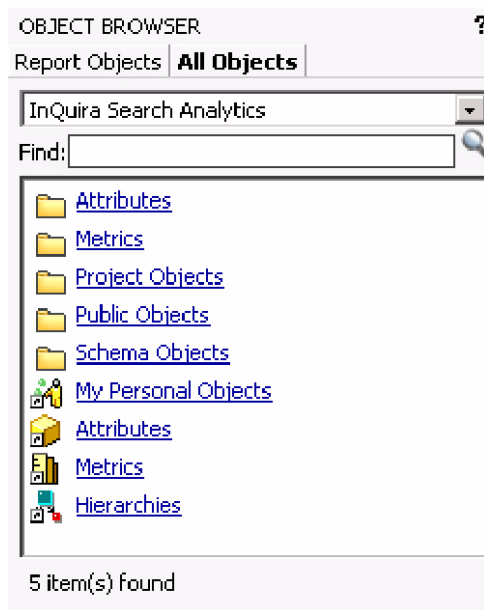 OBJECT BROWSER ?
Report Objects All Objects
InQuira Search Analytics
Find:
Attributes
Metrics
Project Objects
Public Objects
Schema Objects
My Personal Objects
Attributes
Metrics
Hierarchies
5 item(s) found